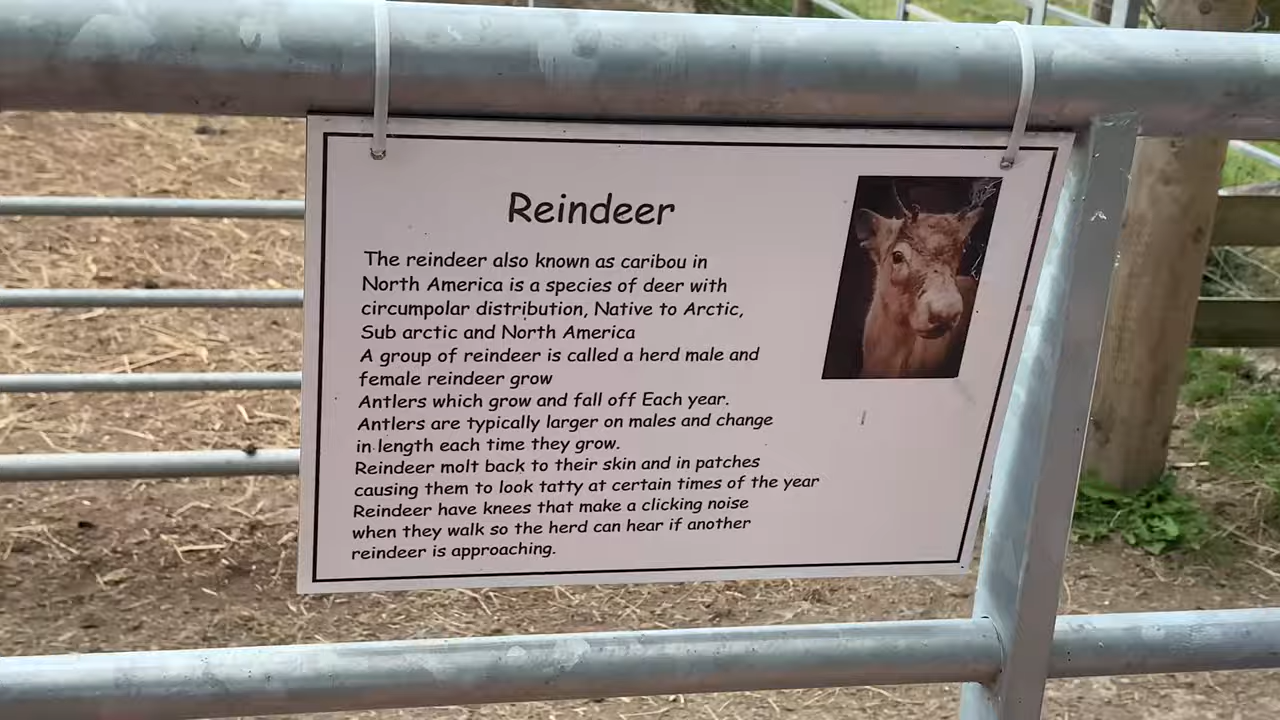 Reindeer
The reindeer also known as caribou in
North America is a species of deer with
circumpolar distribution, Native to Arctic,
Sub arctic and North America
A group of reindeer is called a herd male and
female reindeer grow
Antlers which grow and fall off Each year.
Antlers are typically larger on males and change
in length each time they grow.
Reindeer molt back to their skin and in patches
causing them to look tatty at certain times of the year
Reindeer have knees that make a clicking noise
when they walk so the herd can hear if another
reindeer is approaching.